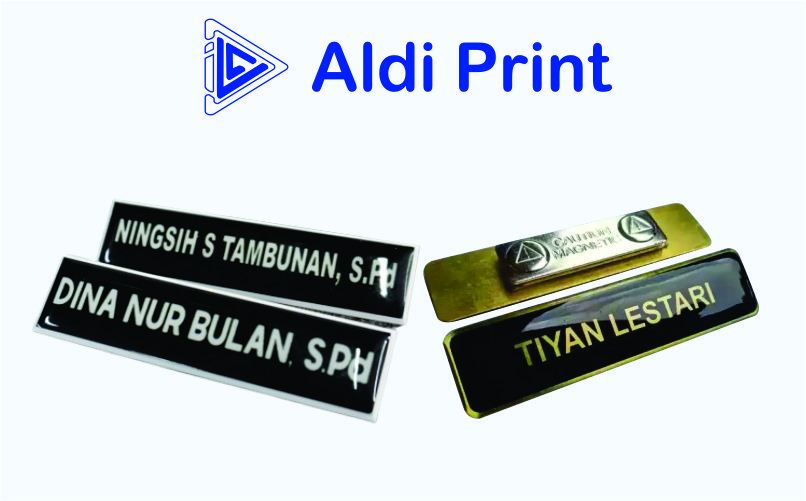 Aldi Print
NINGSIH S TAMBUNAN, S.Pd
DINA NUR BULAN, S.Pd
CAUTION
MAGNETIC
TIYAN LESTARI